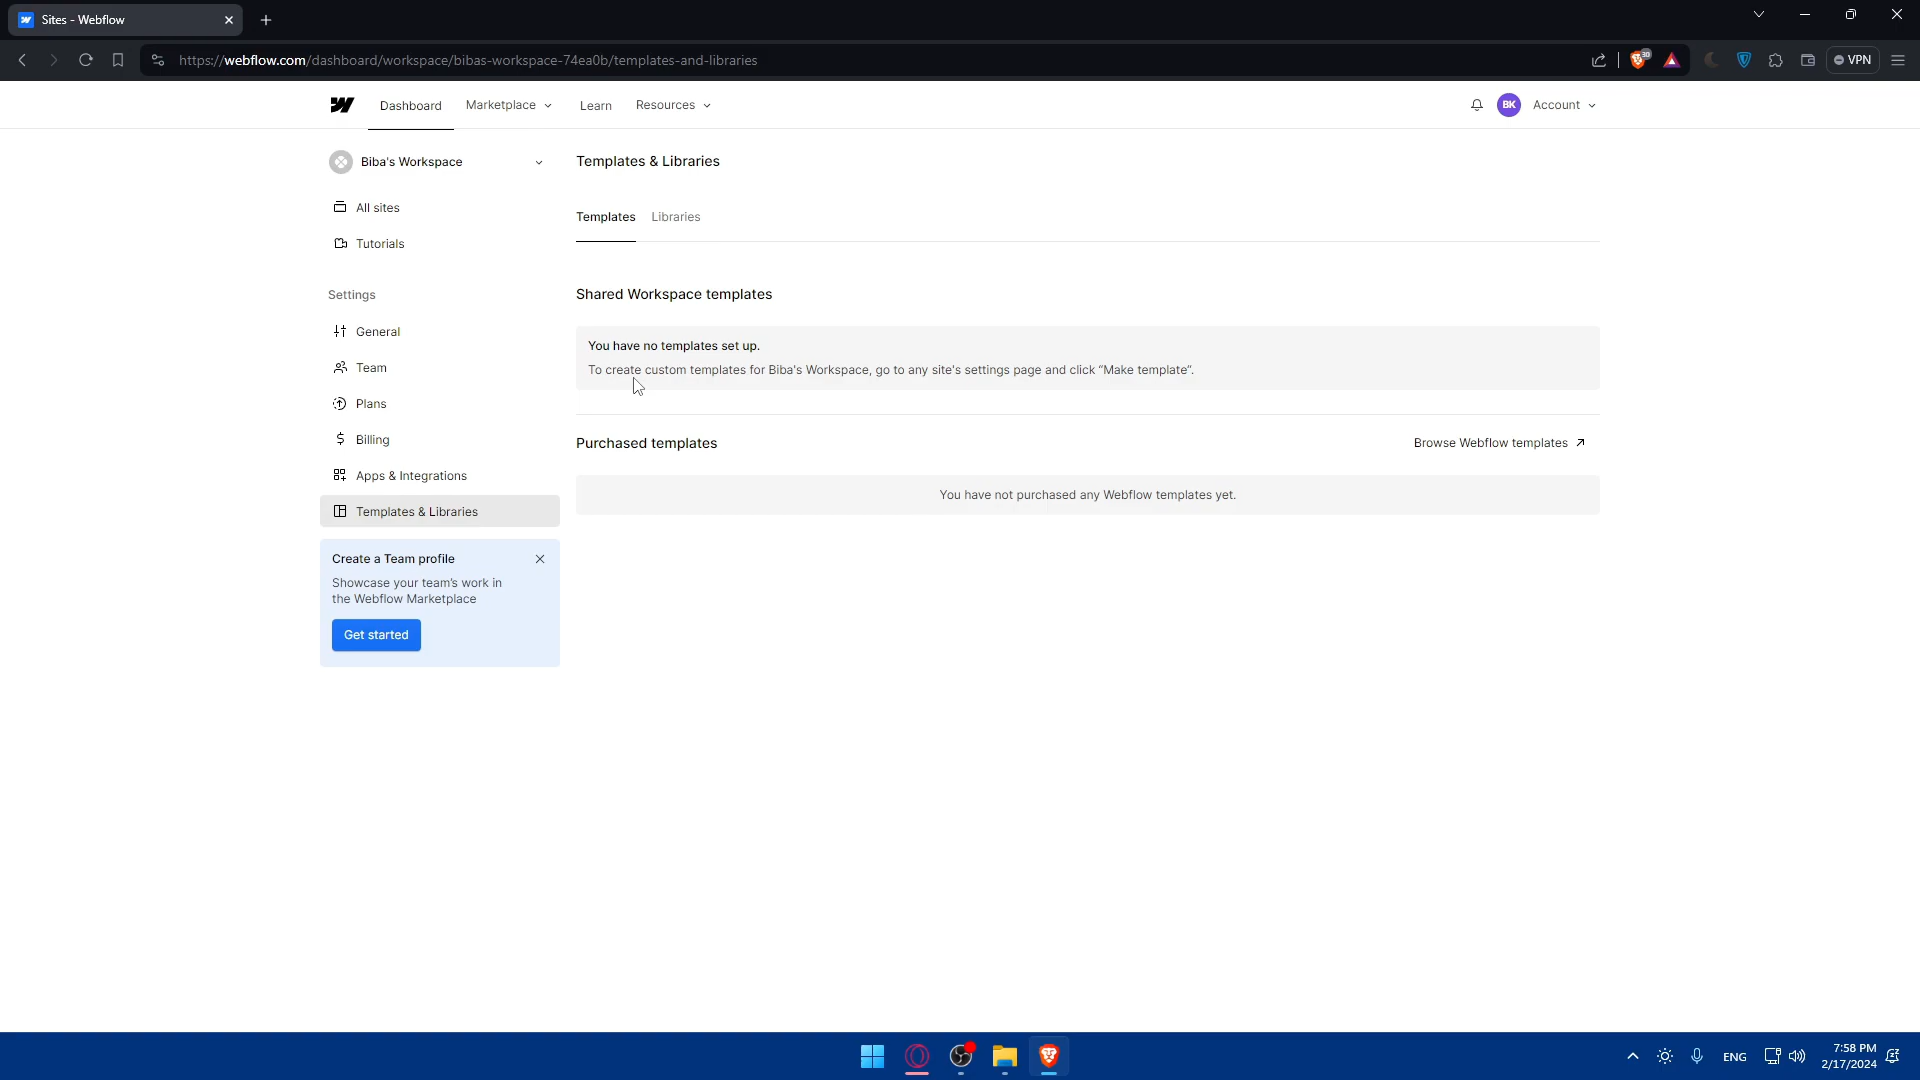 Sites - Webflow
https://webflow.com/dashboard/workspace/bibas-workspace-74ea0b/templates-and-libraries
30
VPN
Dashboard
Marketplace
Learn
Resources
BK
Account
Biba's Workspace
All sites
Tutorials
Settings
General
Team
Plans
Billing
Apps & Integrations
Templates & Libraries
Create a Team profile
Showcase your team's work in
the Webflow Marketplace
Get started
Templates & Libraries
Templates
Libraries
Shared Workspace templates
You have no templates set up.
To create custom templates for Biba's Workspace, go to any site's settings page and click “Make template”.
Purchased templates
Browse Webflow templates
You have not purchased any Webflow templates yet.
ENG
7:58 PM
2/17/2024